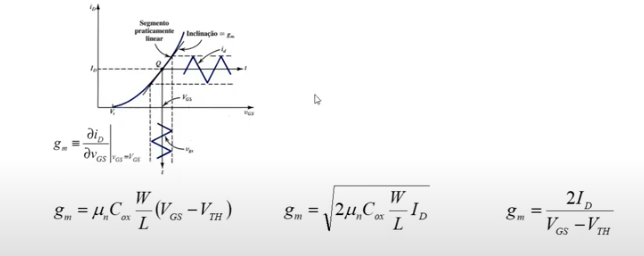 i_D
Segmento
praticamente
linear
Inclinação = g_m
i_d
I_D
Q
t
V_GS
V_t
v_GS
v_gs
t
g_m ≡ ∂i_D / ∂v_GS |_{v_GS = V_GS}
g_m = μ_n C_ox W/L (V_GS − V_TH)
g_m = √(2μ_n C_ox W/L I_D)
g_m = 2I_D / (V_GS − V_TH)